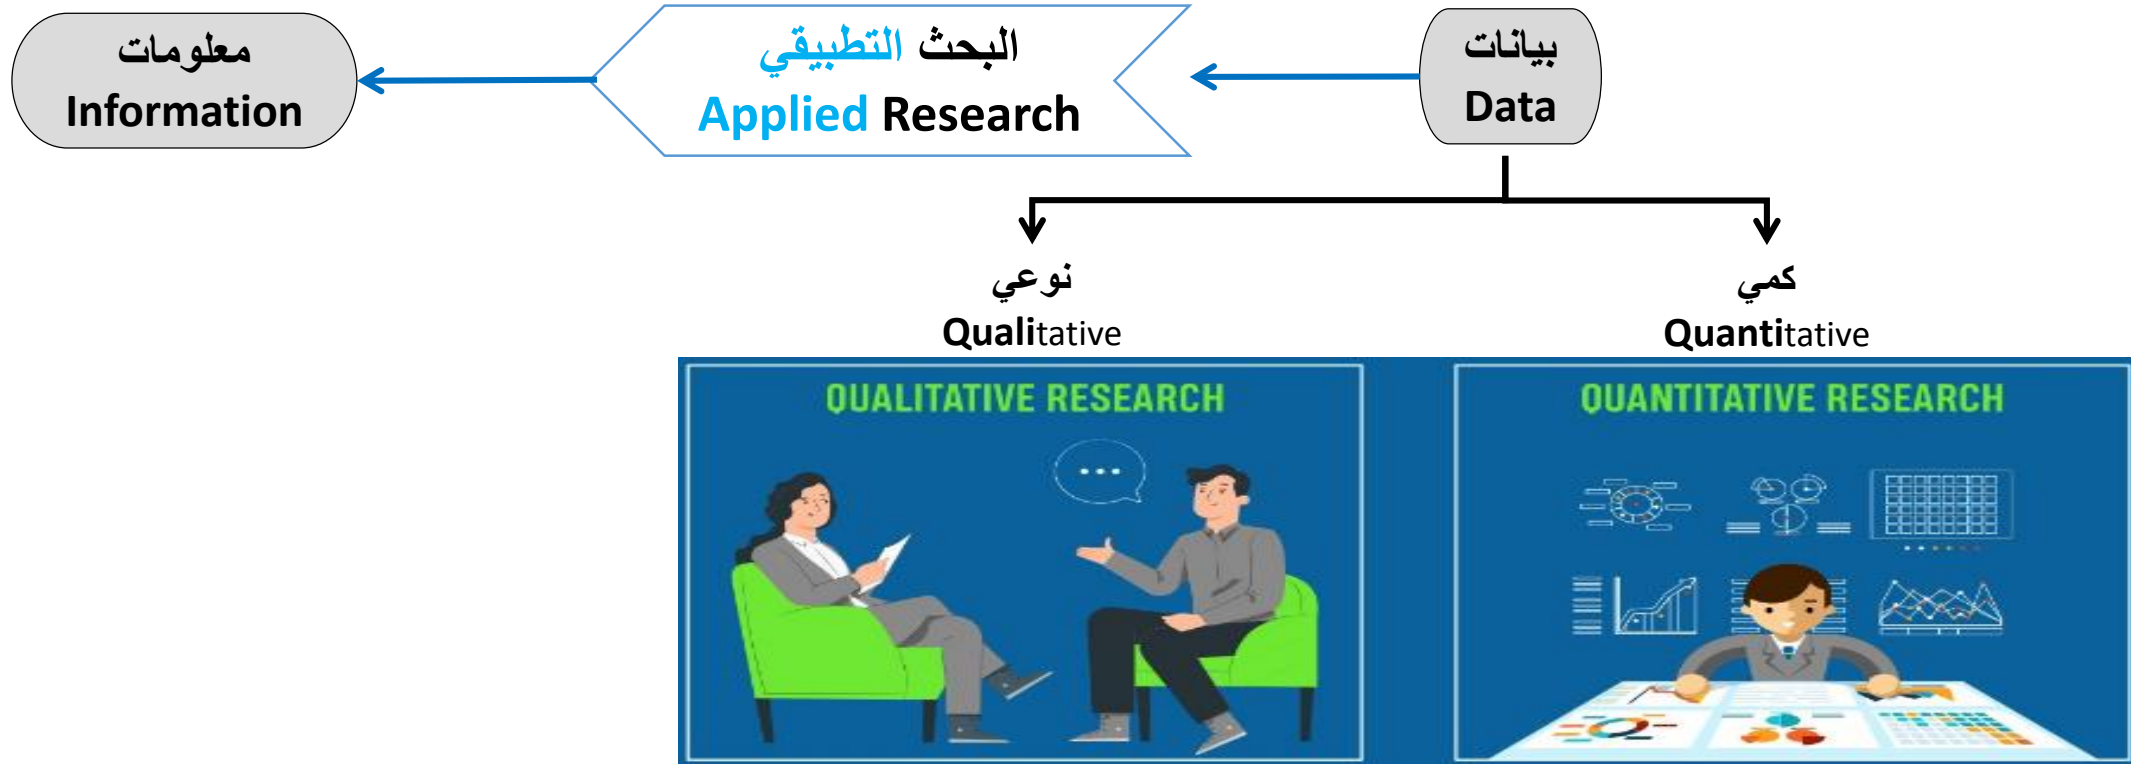 بيانات
Data
البحث التطبيقي
Applied Research
معلومات
Information
كمي
Quantitative
نوعي
Qualitative
QUALITATIVE RESEARCH
QUANTITATIVE RESEARCH